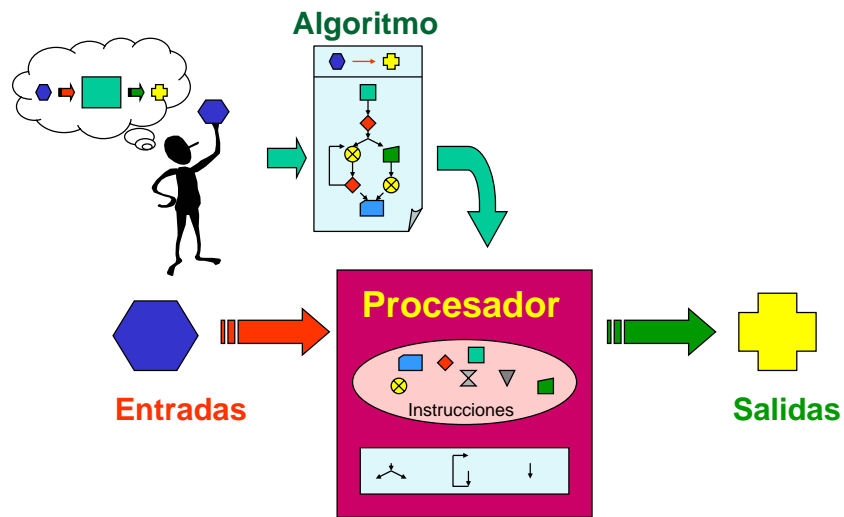 Algoritmo
Procesador
Instrucciones
Entradas
Salidas